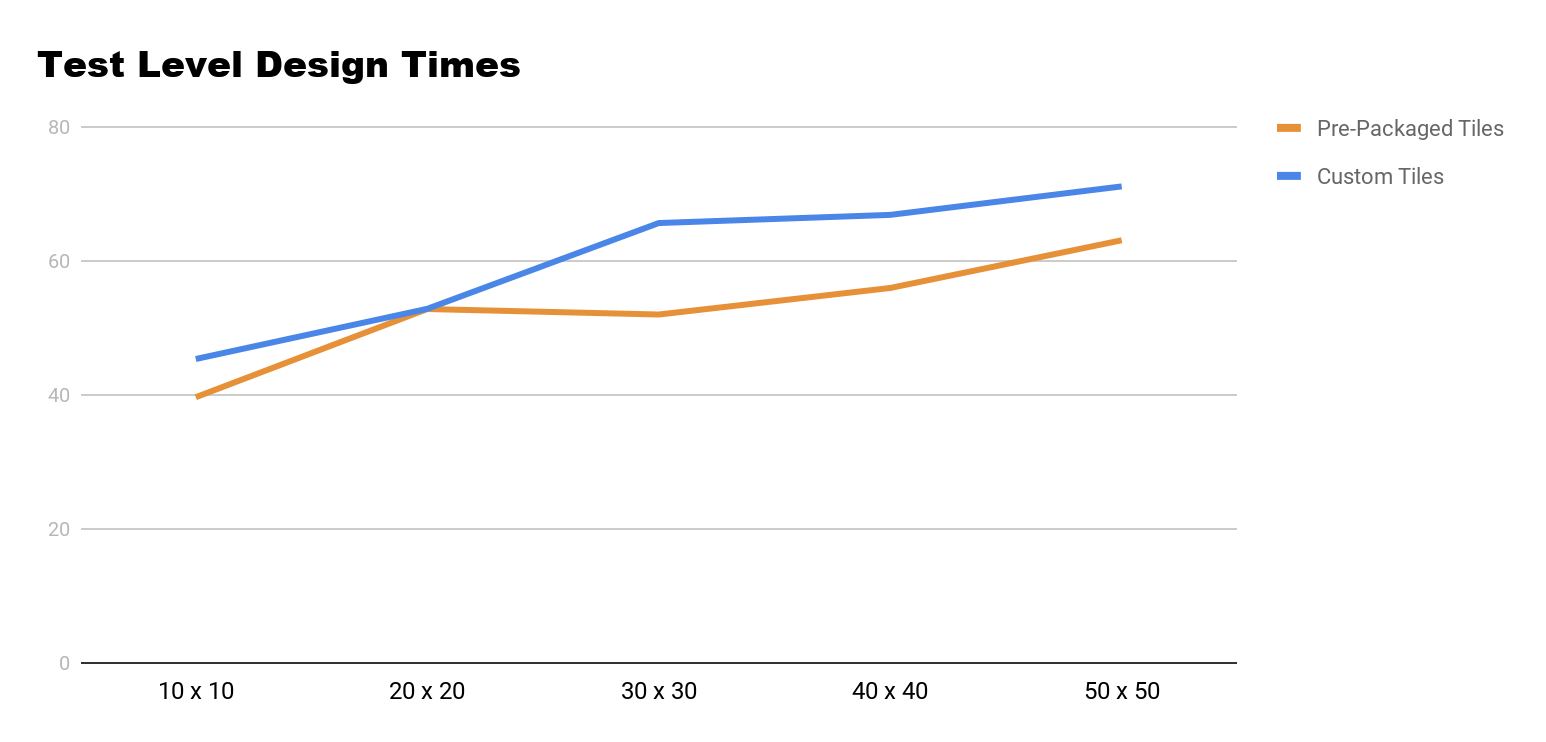 Test Level Design Times
80
60
40
20
0
10 x 10
20 x 20
30 x 30
40 x 40
50 x 50
Pre-Packaged Tiles
Custom Tiles